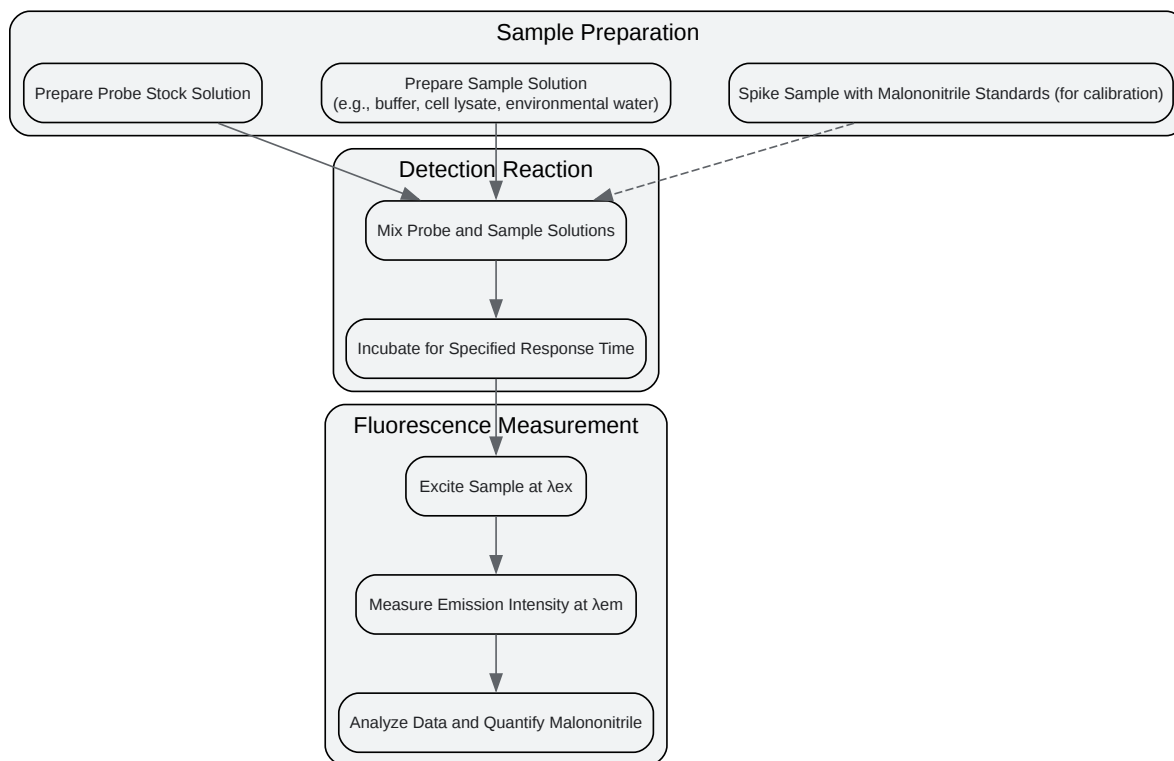 Sample Preparation
Prepare Probe Stock Solution
Prepare Sample Solution
(e.g., buffer, cell lysate, environmental water)
Spike Sample with Malononitrile Standards (for calibration)
Detection Reaction
Mix Probe and Sample Solutions
Incubate for Specified Response Time
Fluorescence Measurement
Excite Sample at λex
Measure Emission Intensity at λem
Analyze Data and Quantify Malononitrile